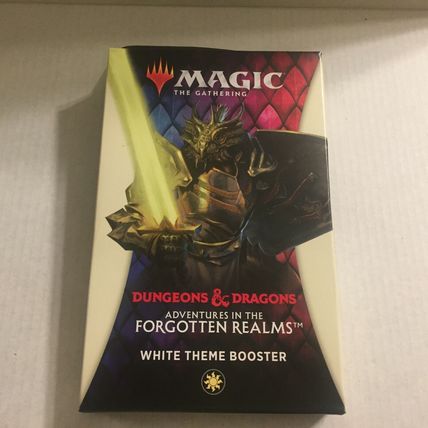 MAGIC
THE GATHERING
DUNGEONS & DRAGONS
ADVENTURES IN THE
FORGOTTEN REALMS™
WHITE THEME BOOSTER